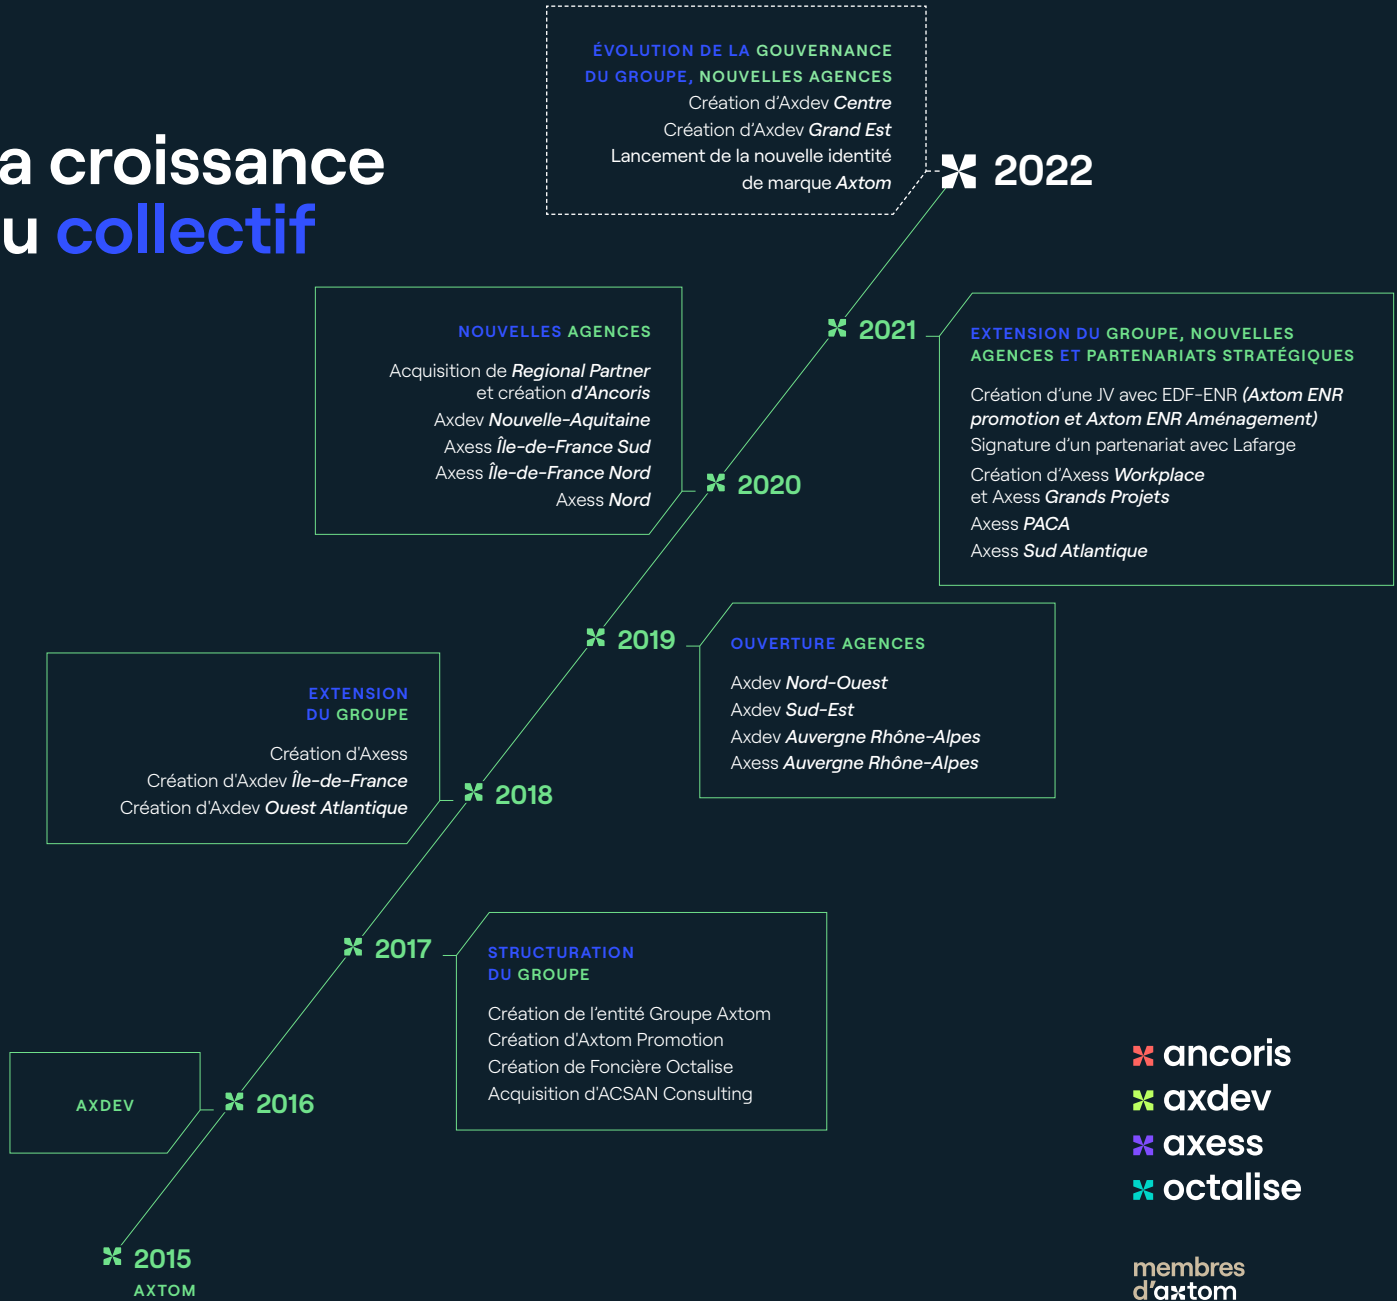 a croissance
u collectif
ÉVOLUTION DE LA GOUVERNANCE
DU GROUPE, NOUVELLES AGENCES
Création d’Axdev Centre
Création d’Axdev Grand Est
Lancement de la nouvelle identité
de marque Axtom
2022
NOUVELLES AGENCES
Acquisition de Regional Partner
et création d'Ancoris
Axdev Nouvelle-Aquitaine
Axess Île-de-France Sud
Axess Île-de-France Nord
Axess Nord
2021
EXTENSION DU GROUPE, NOUVELLES
AGENCES ET PARTENARIATS STRATÉGIQUES
Création d’une JV avec EDF-ENR (Axtom ENR
promotion et Axtom ENR Aménagement)
Signature d’un partenariat avec Lafarge
Création d’Axess Workplace
et Axess Grands Projets
Axess PACA
Axess Sud Atlantique
2020
2019
OUVERTURE AGENCES
Axdev Nord-Ouest
Axdev Sud-Est
Axdev Auvergne Rhône-Alpes
Axess Auvergne Rhône-Alpes
EXTENSION
DU GROUPE
Création d'Axess
Création d'Axdev Île-de-France
Création d'Axdev Ouest Atlantique
2018
2017
STRUCTURATION
DU GROUPE
Création de l’entité Groupe Axtom
Création d'Axtom Promotion
Création de Foncière Octalise
Acquisition d'ACSAN Consulting
AXDEV
2016
2015
AXTOM
ancoris
axdev
axess
octalise
membres
d’axtom